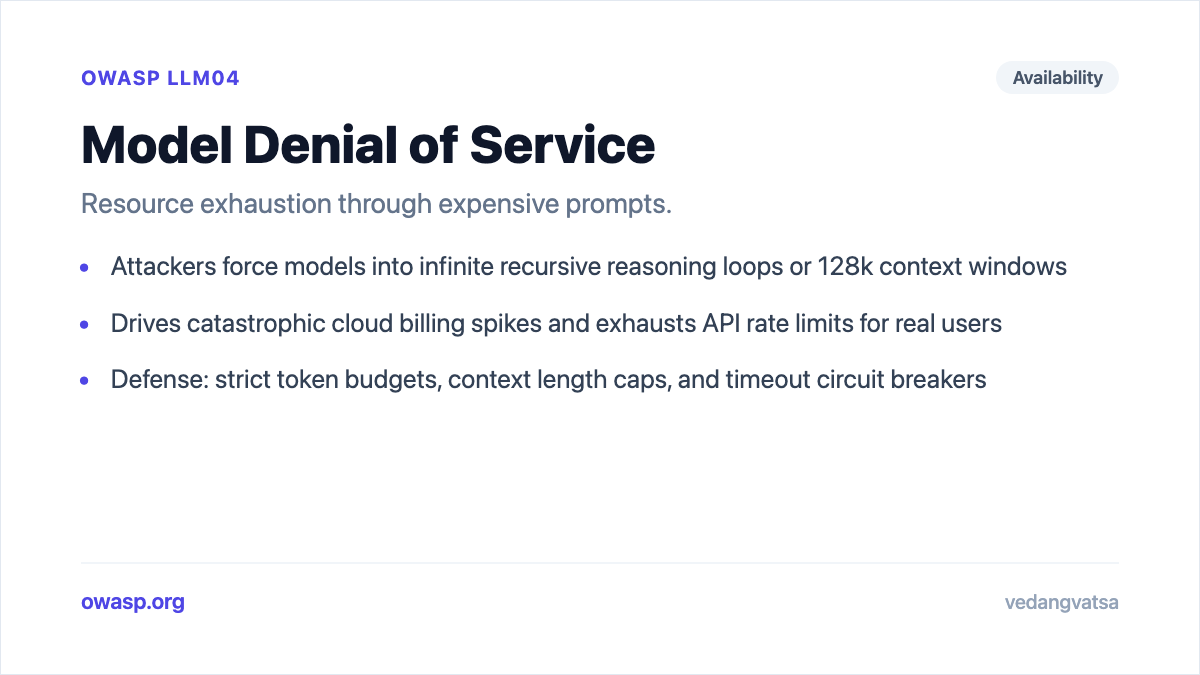 OWASP LLM04
Availability
Model Denial of Service
Resource exhaustion through expensive prompts.
• Attackers force models into infinite recursive reasoning loops or 128k context windows
• Drives catastrophic cloud billing spikes and exhausts API rate limits for real users
• Defense: strict token budgets, context length caps, and timeout circuit breakers
owasp.org
vedangvatsa